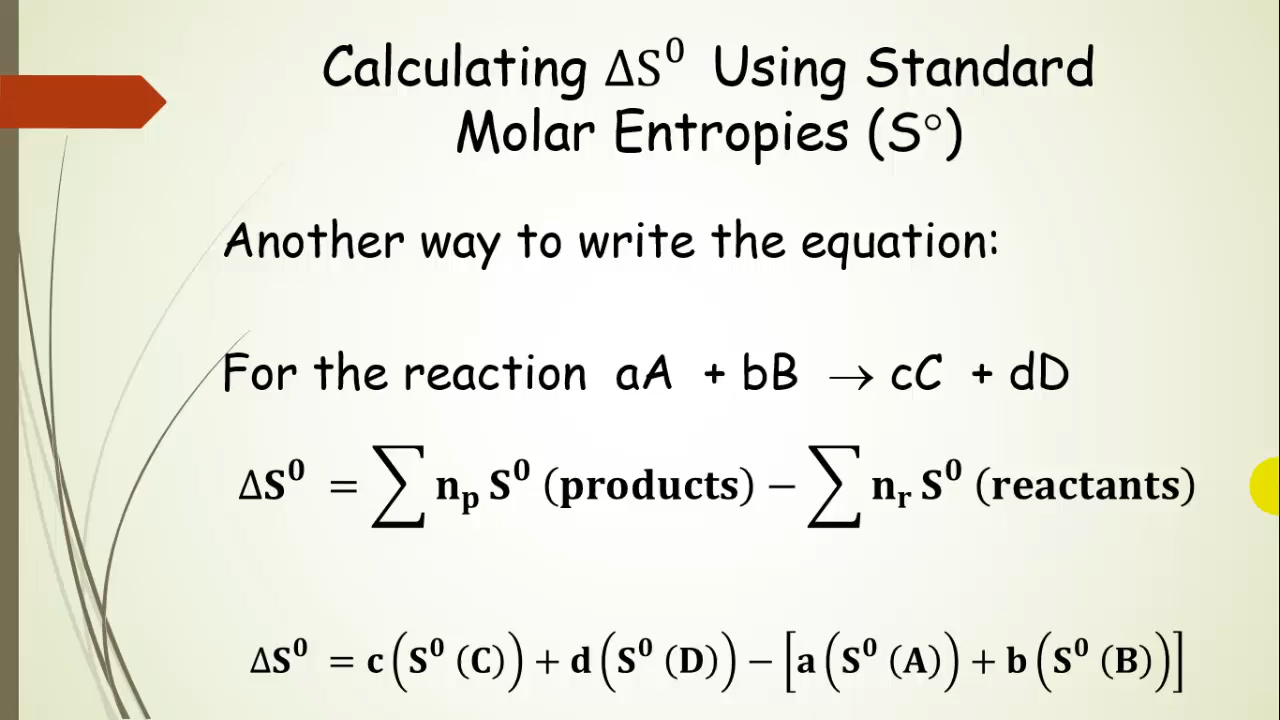 Calculating ΔS⁰ Using Standard
Molar Entropies (S°)
Another way to write the equation:
For the reaction aA + bB → cC + dD
ΔS⁰ = ∑ nₚ S⁰ (products) − ∑ nᵣ S⁰ (reactants)
ΔS⁰ = c(S⁰ (C)) + d(S⁰ (D)) − [a(S⁰ (A)) + b(S⁰ (B))]